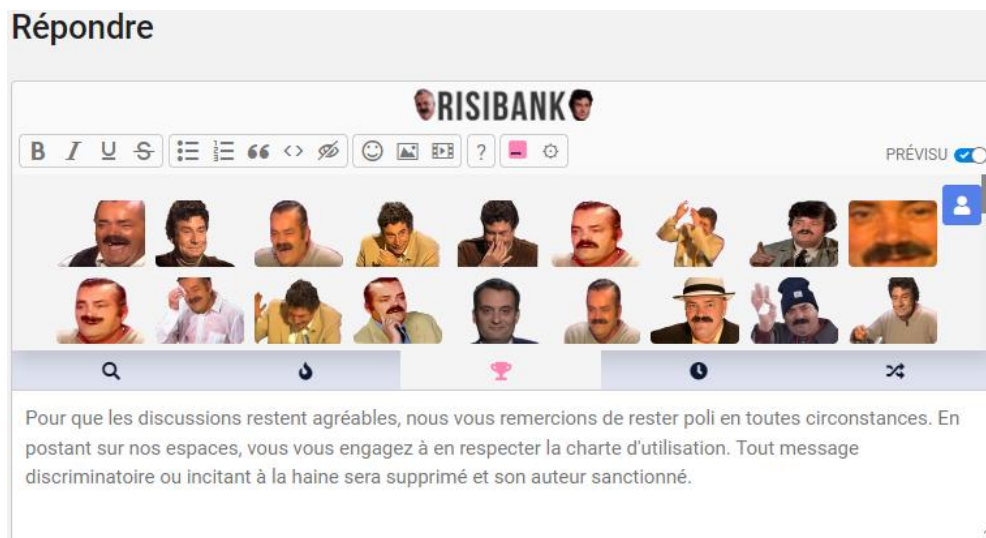 Répondre
RISIBANK
B I U S ? PRÉVISU
Pour que les discussions restent agréables, nous vous remercions de rester poli en toutes circonstances. En
postant sur nos espaces, vous vous engagez à en respecter la charte d'utilisation. Tout message
discriminatoire ou incitant à la haine sera supprimé et son auteur sanctionné.